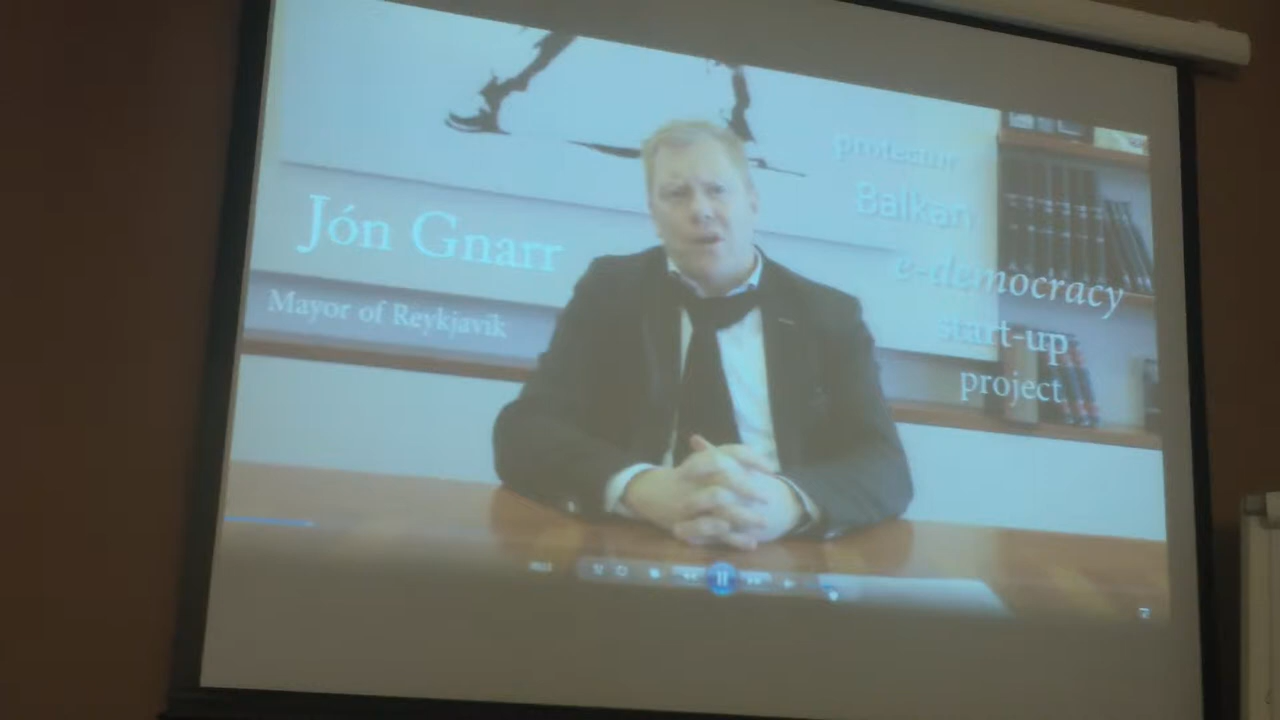 Jón Gnarr
Mayor of Reykjavik
Balkan
e-democracy
start-up
project